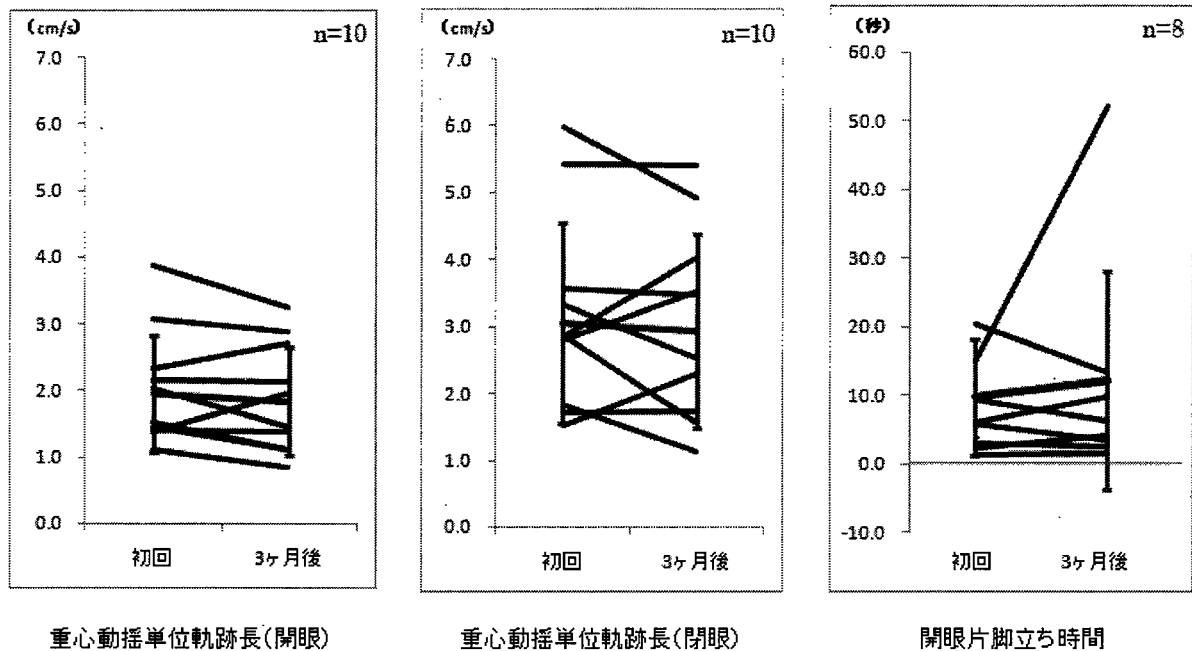 (cm/s)
n=10
7.0
6.0
5.0
4.0
3.0
2.0
1.0
0.0
初回
3ヶ月後
重心動揺単位軌跡長(開眼)
(cm/s)
n=10
7.0
6.0
5.0
4.0
3.0
2.0
1.0
0.0
初回
3ヶ月後
重心動揺単位軌跡長(閉眼)
(秒)
n=8
60.0
50.0
40.0
30.0
20.0
10.0
0.0
-10.0
初回
3ヶ月後
開眼片脚立ち時間